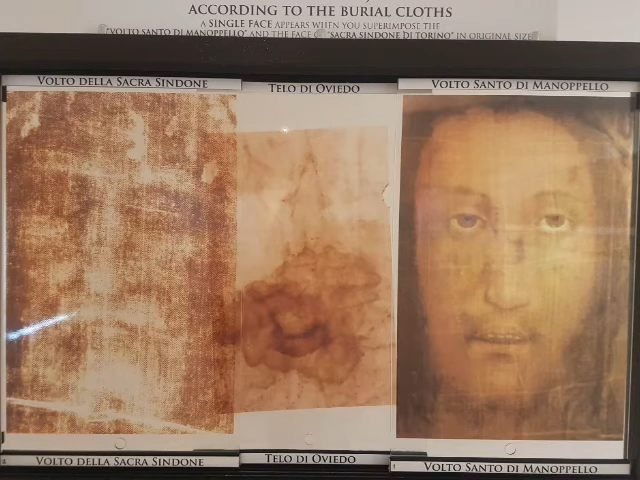 ACCORDING TO THE BURIAL CLOTHS
A SINGLE FACE APPEARS WHEN YOU SUPERIMPOSE THE
"VOLTO SANTO DI MANOPPELLO" AND THE FACE "SACRA SINDONE DI TORINO" IN ORIGINAL SIZE
VOLTO DELLA SACRA SINDONE
TELO DI OVIEDO
VOLTO SANTO DI MANOPPELLO
VOLTO DELLA SACRA SINDONE
TELO DI OVIEDO
VOLTO SANTO DI MANOPPELLO